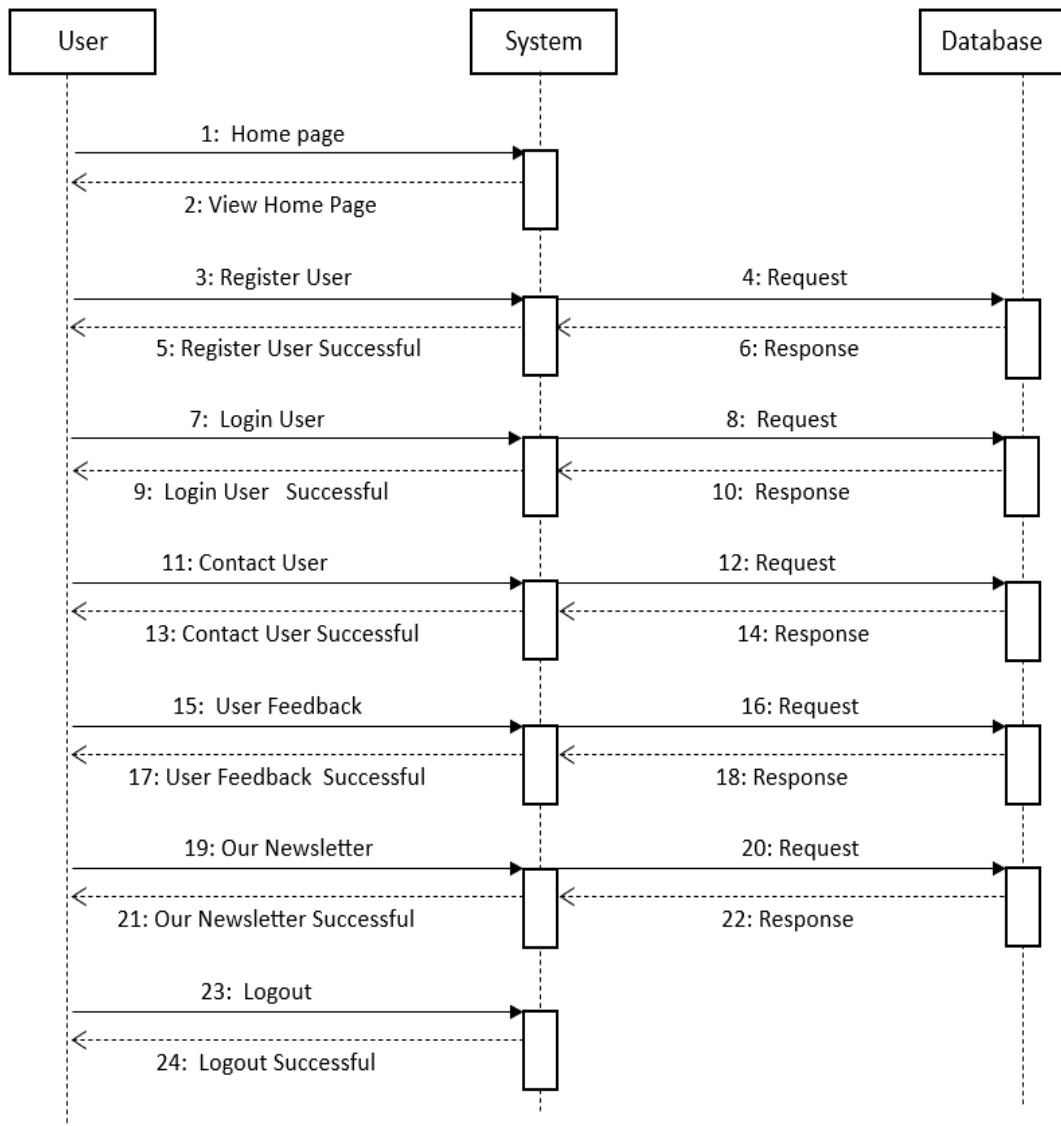 User
System
Database
1: Home page
2: View Home Page
3: Register User
4: Request
5: Register User Successful
6: Response
7: Login User
8: Request
9: Login User Successful
10: Response
11: Contact User
12: Request
13: Contact User Successful
14: Response
15: User Feedback
16: Request
17: User Feedback Successful
18: Response
19: Our Newsletter
20: Request
21: Our Newsletter Successful
22: Response
23: Logout
24: Logout Successful